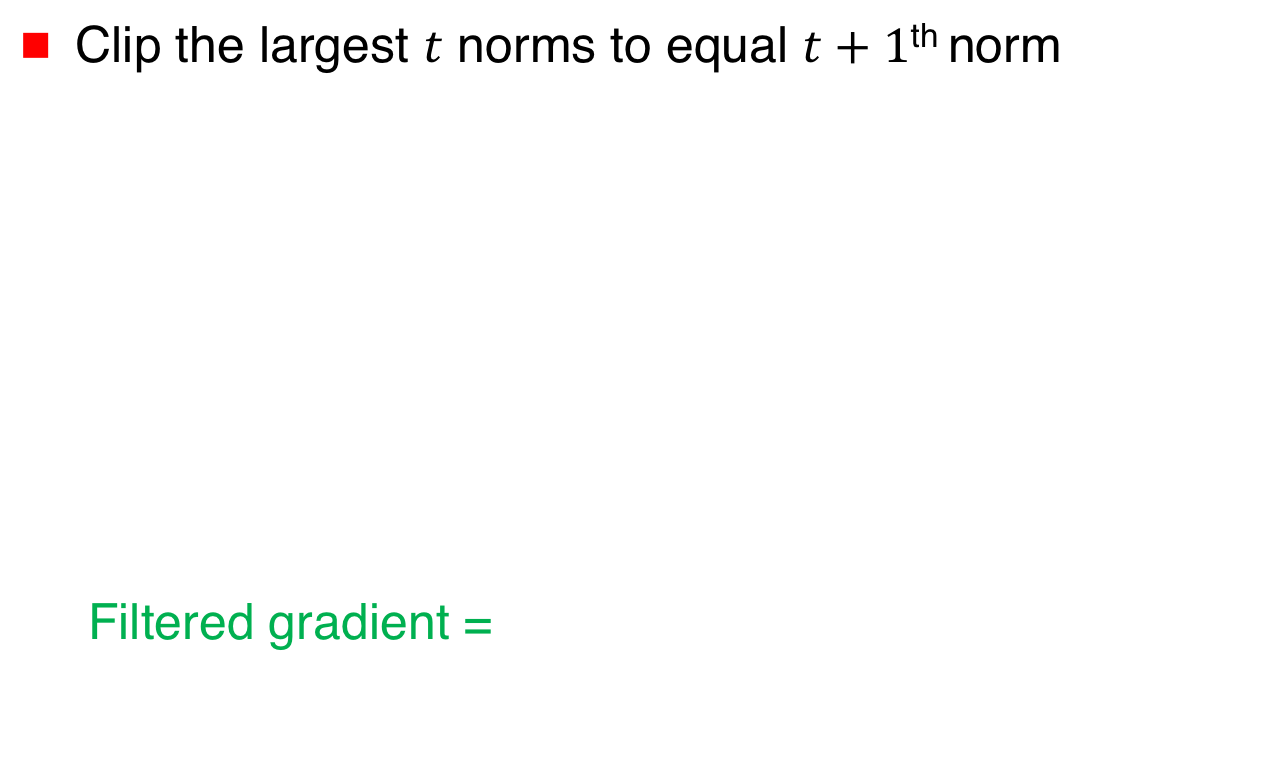 Clip the largest t norms to equal t + 1th norm
Filtered gradient =